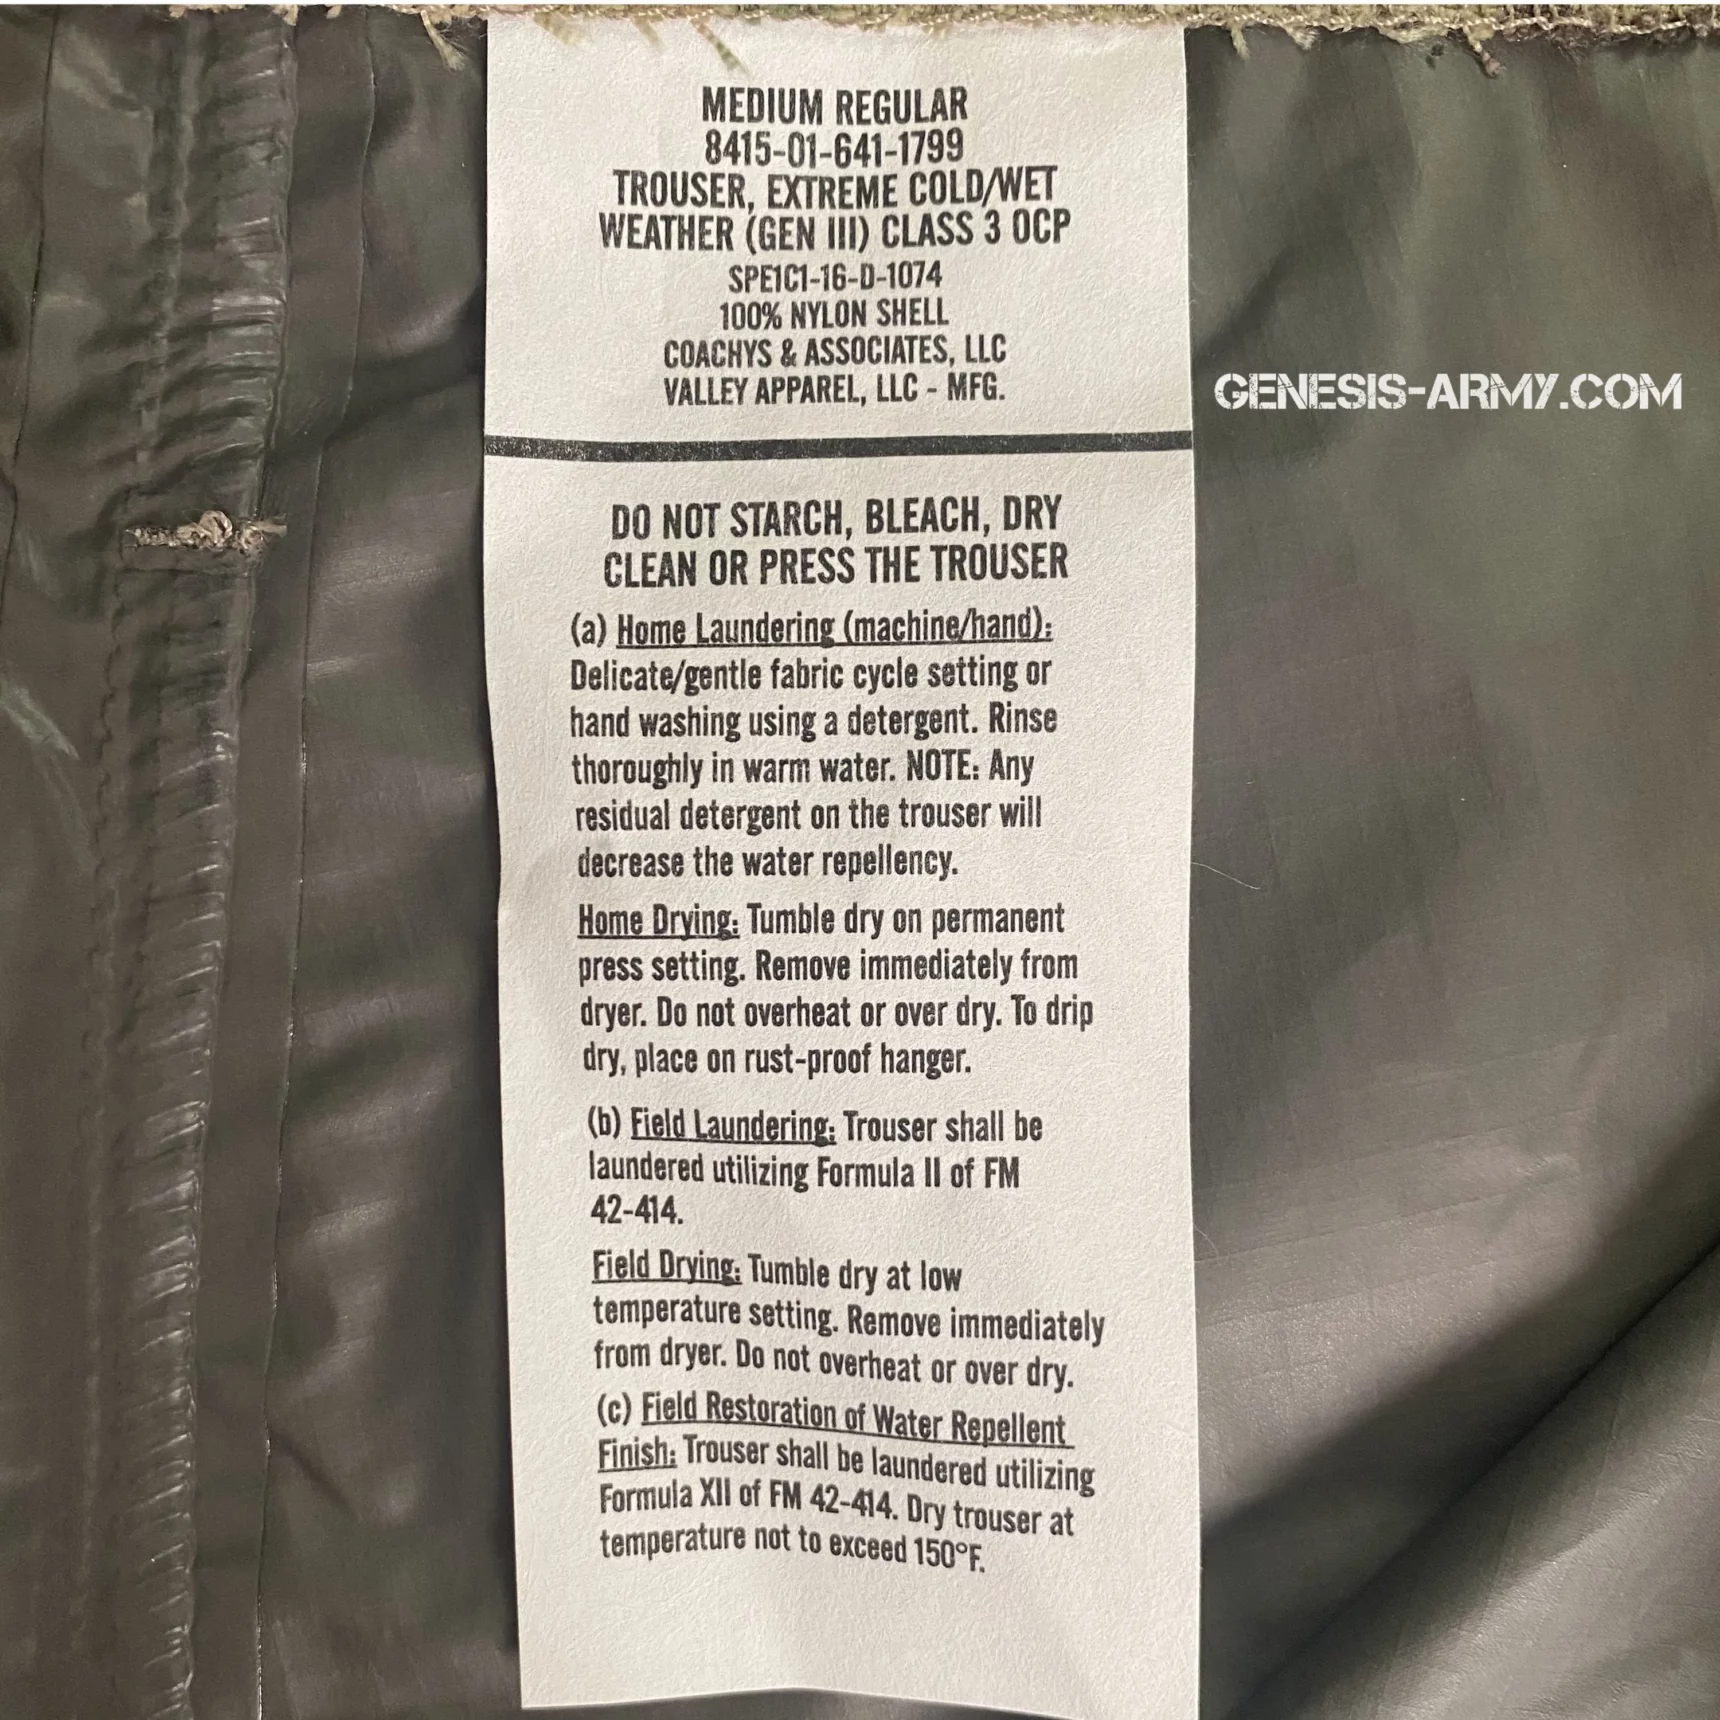 MEDIUM REGULAR
8415-01-641-1799
TROUSER, EXTREME COLD/WET
WEATHER (GEN III) CLASS 3 OCP
SPE1C1-16-D-1074
100% NYLON SHELL
COACHYS & ASSOCIATES, LLC
VALLEY APPAREL, LLC - MFG.
GENESIS-ARMY.COM
DO NOT STARCH, BLEACH, DRY
CLEAN OR PRESS THE TROUSER
(a) Home Laundering (machine/hand):
Delicate/gentle fabric cycle setting or
hand washing using a detergent. Rinse
thoroughly in warm water. NOTE: Any
residual detergent on the trouser will
decrease the water repellency.
Home Drying: Tumble dry on permanent
press setting. Remove immediately from
dryer. Do not overheat or over dry. To drip
dry, place on rust-proof hanger.
(b) Field Laundering: Trouser shall be
laundered utilizing Formula II of FM
42-414.
Field Drying: Tumble dry at low
temperature setting. Remove immediately
from dryer. Do not overheat or over dry.
(c) Field Restoration of Water Repellent
Finish: Trouser shall be laundered utilizing
Formula XII of FM 42-414. Dry trouser at
temperature not to exceed 150°F.